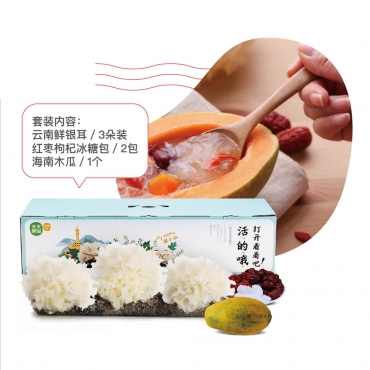 套装内容：
云南鲜银耳 / 3朵装
红枣枸杞冰糖包 / 2包
海南木瓜 / 1个
打开看看吧
活的哦！